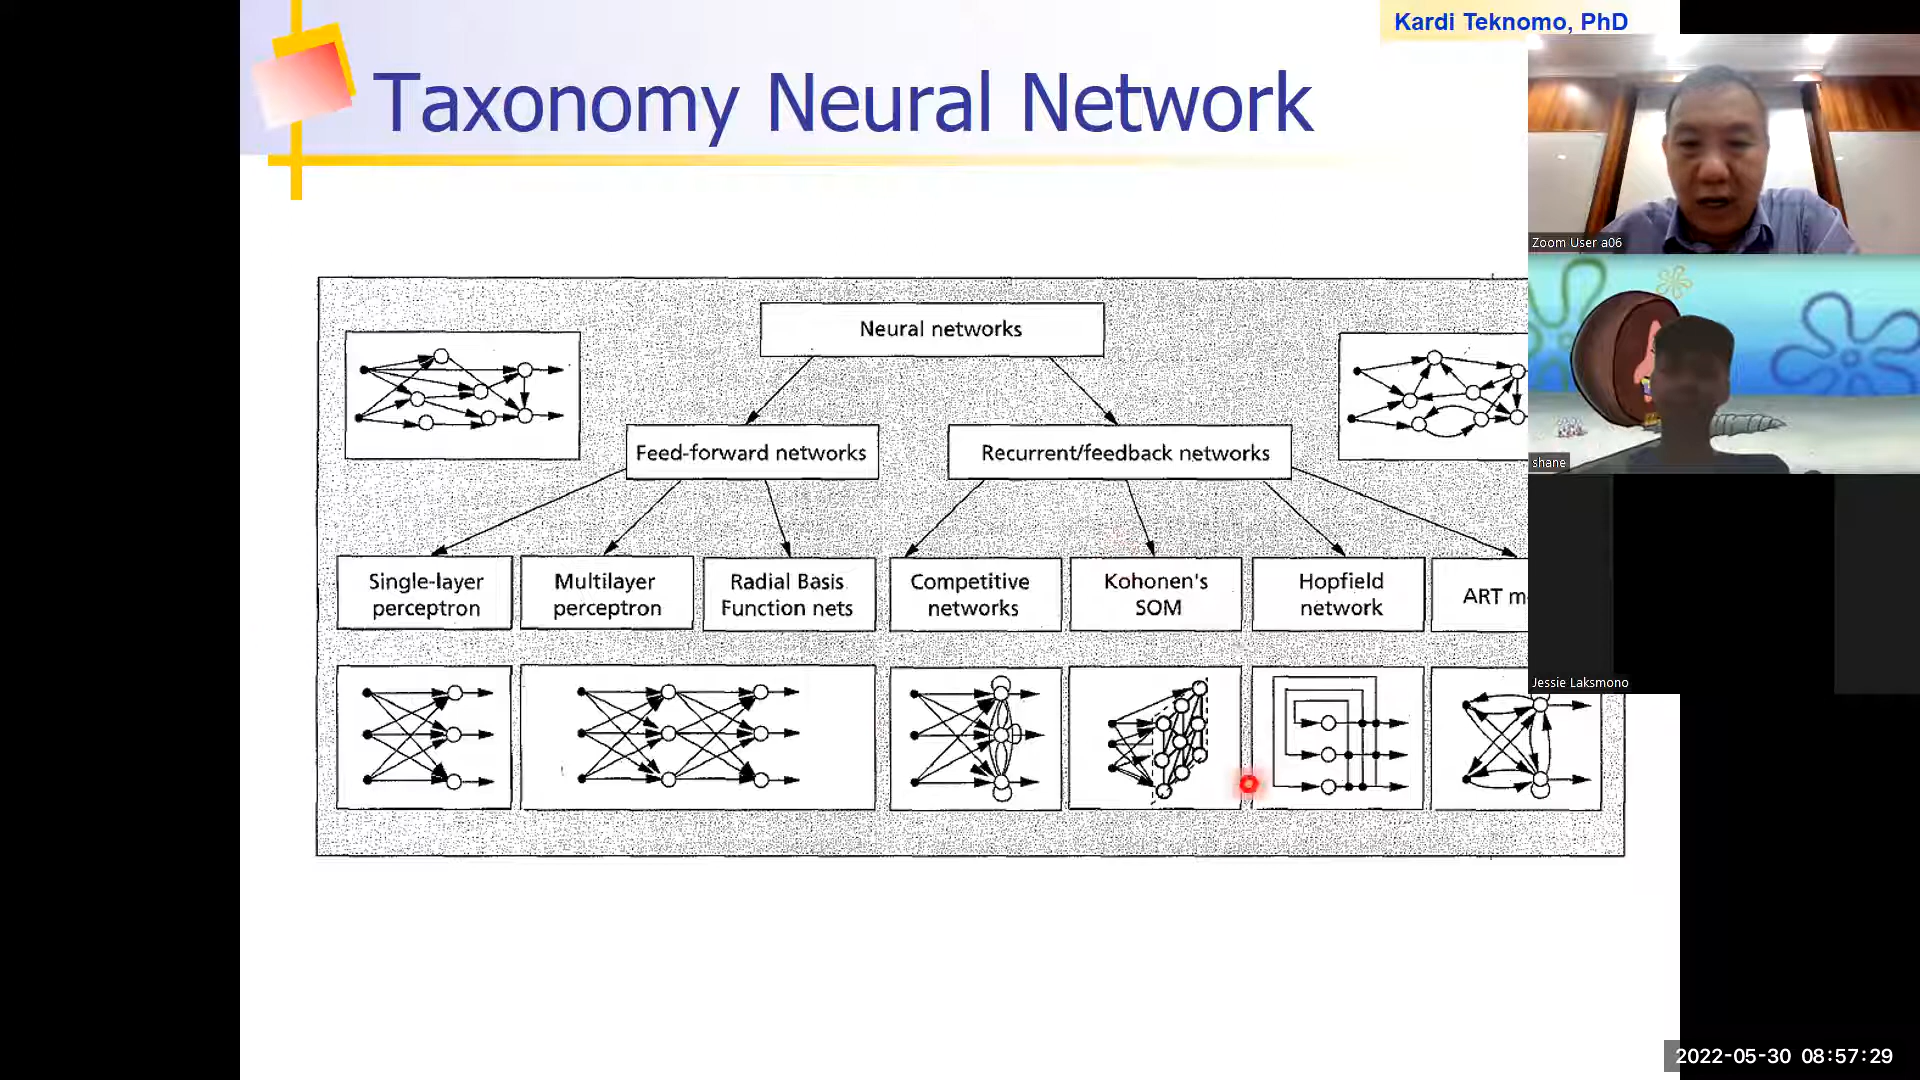 Kardi Teknomo, PhD
Taxonomy Neural Network
Zoom User a06
Neural networks
shane
Feed-forward networks
Recurrent/feedback networks
Single-layer
perceptron
Multilayer
perceptron
Radial Basis
Function nets
Competitive
networks
Kohonen's
SOM
Hopfield
network
ART
Jessie Laksmono
2022-05-30 08:57:29